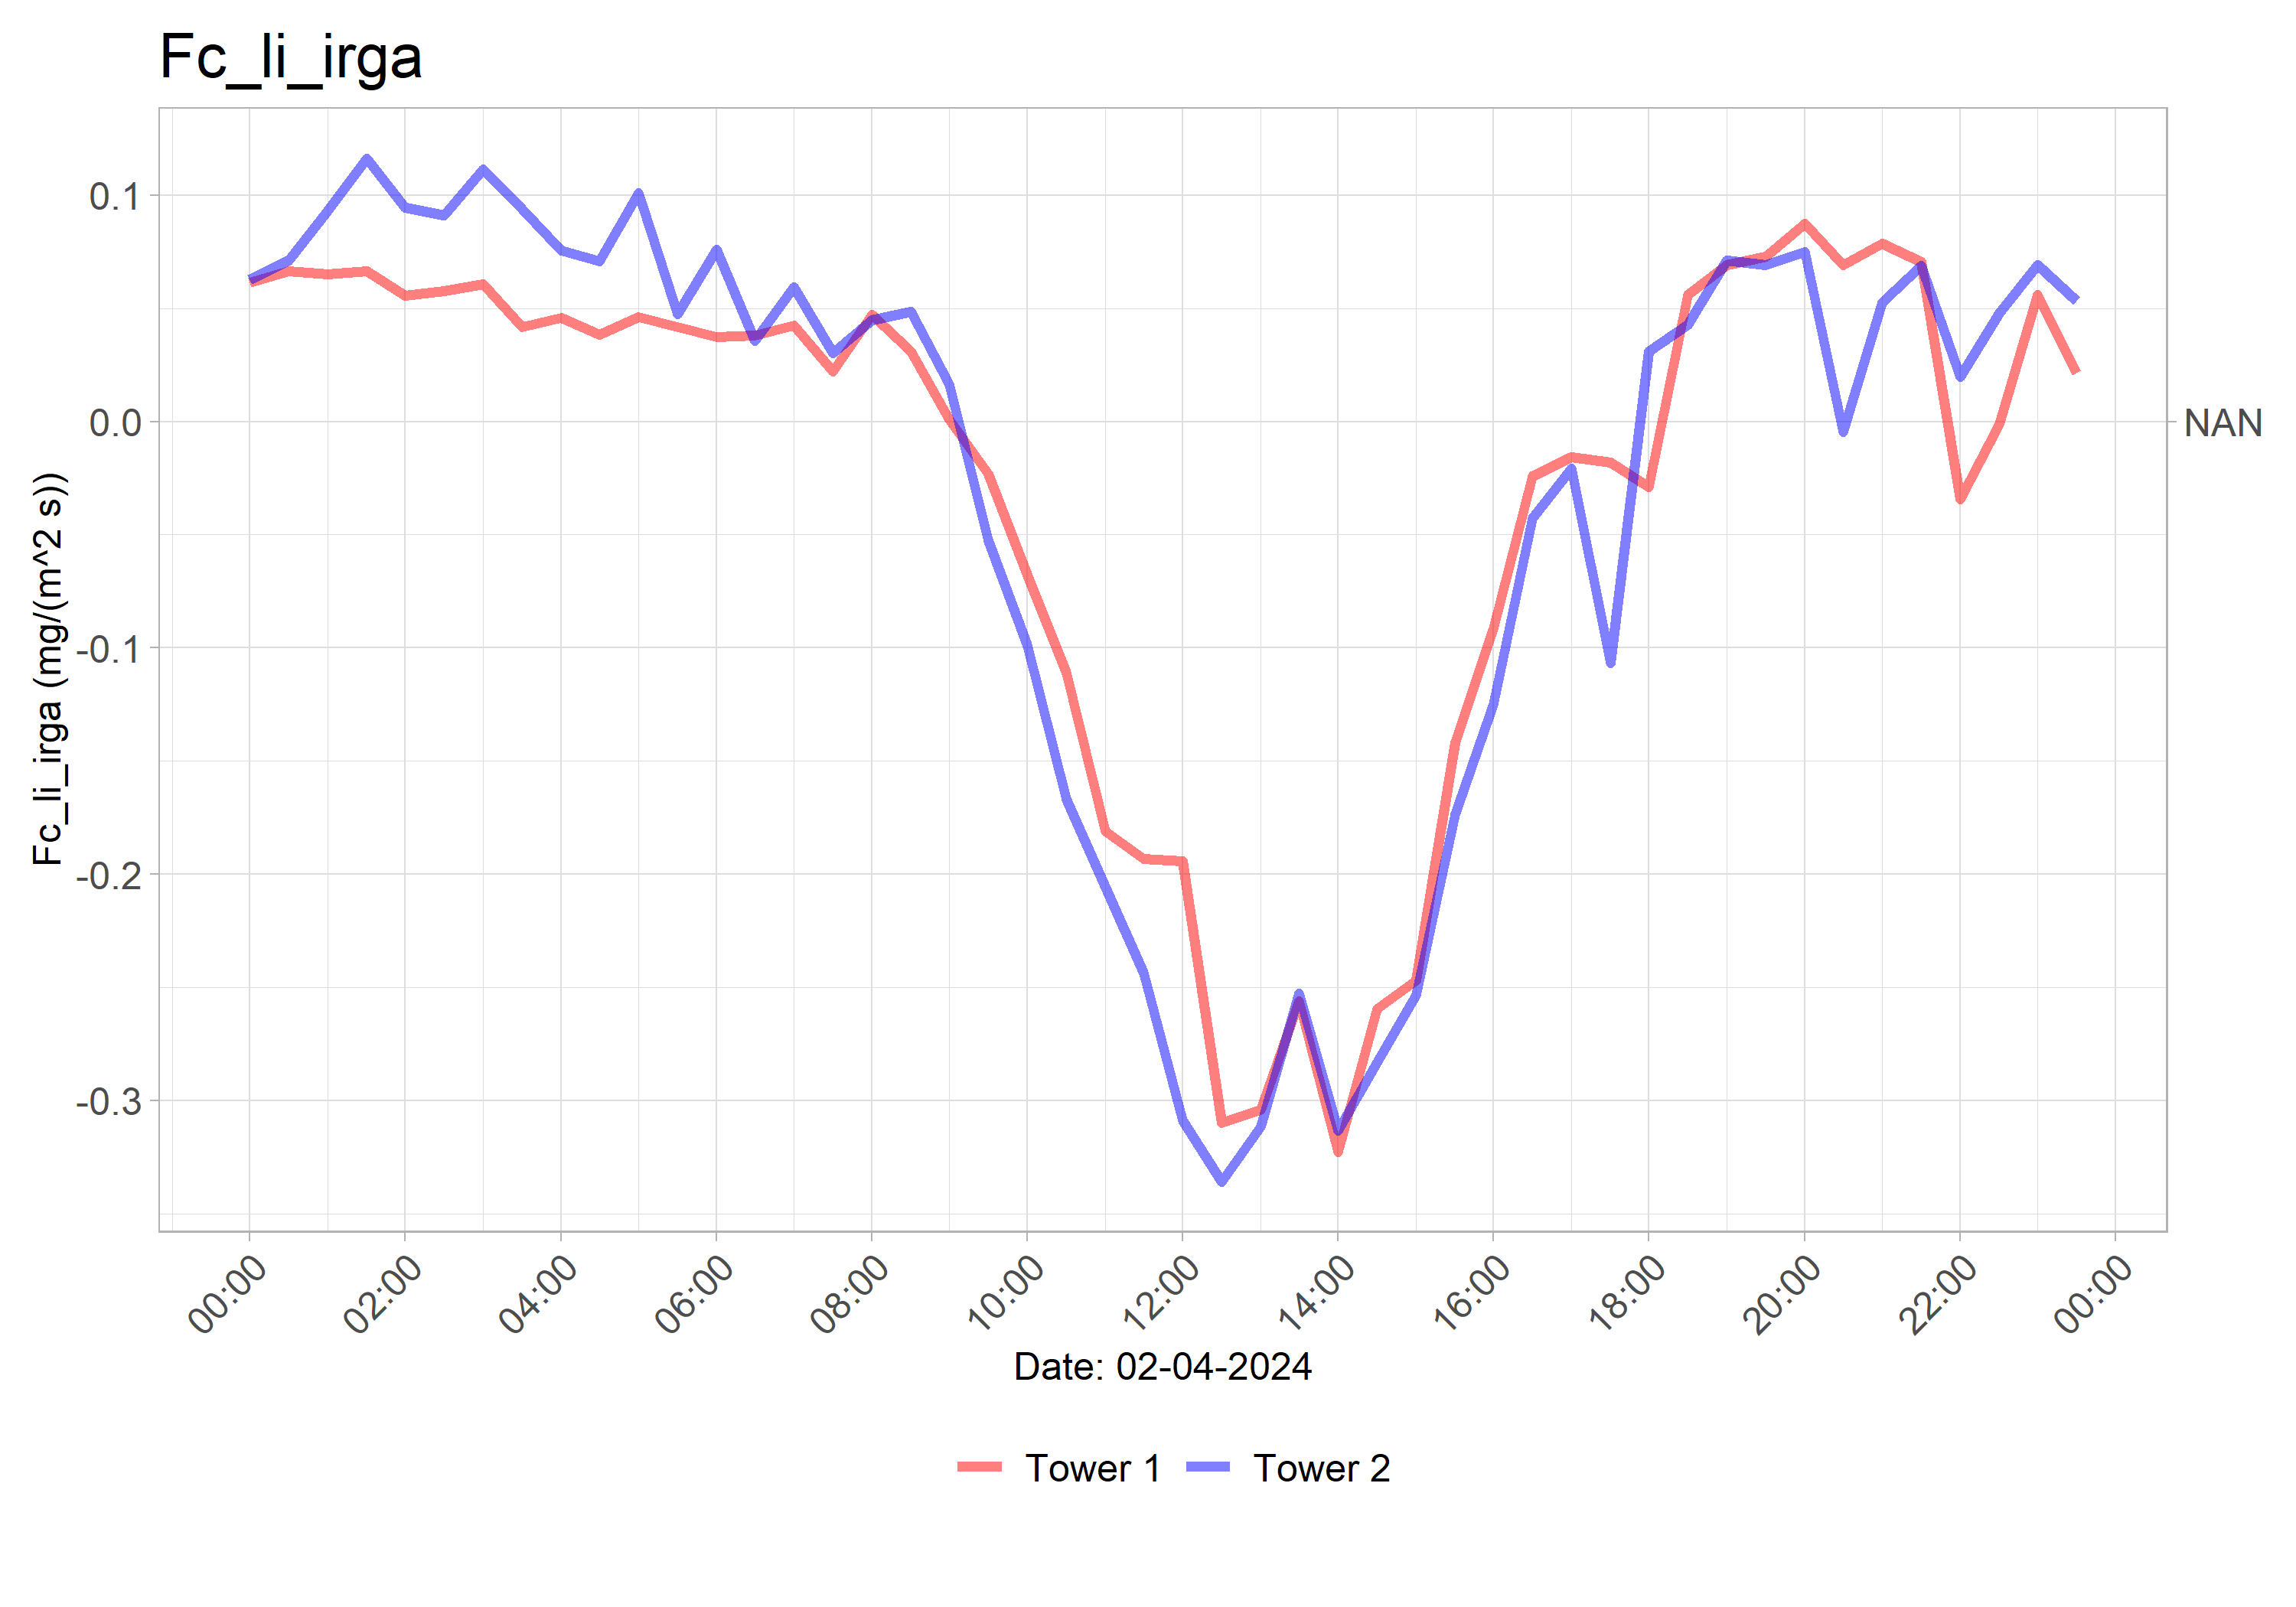 Fc_li_irga
Fc_li_irga (mg/(m^2 s))
0.1
0.0
-0.1
-0.2
-0.3
NAN
00:00 02:00 04:00 06:00 08:00 10:00 12:00 14:00 16:00 18:00 20:00 22:00 00:00
Date: 02-04-2024
Tower 1 Tower 2